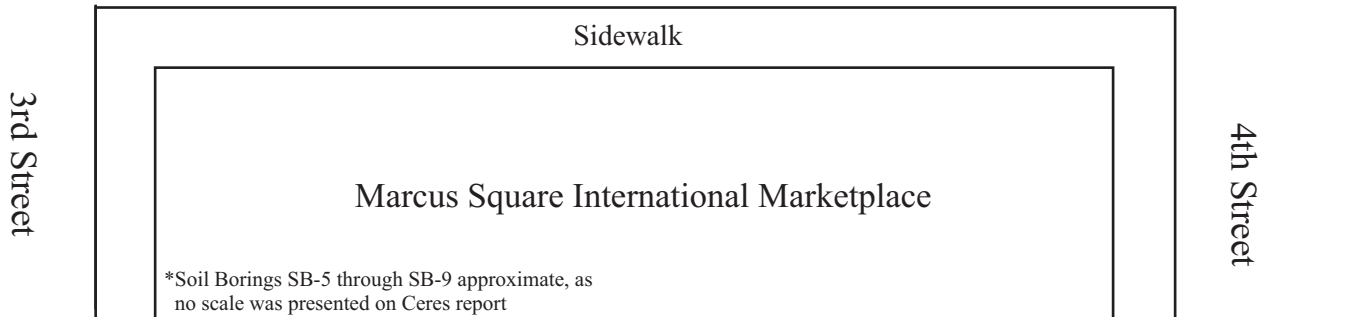 Sidewalk
3rd Street
4th Street
Marcus Square International Marketplace
*Soil Borings SB-5 through SB-9 approximate, as
no scale was presented on Ceres report